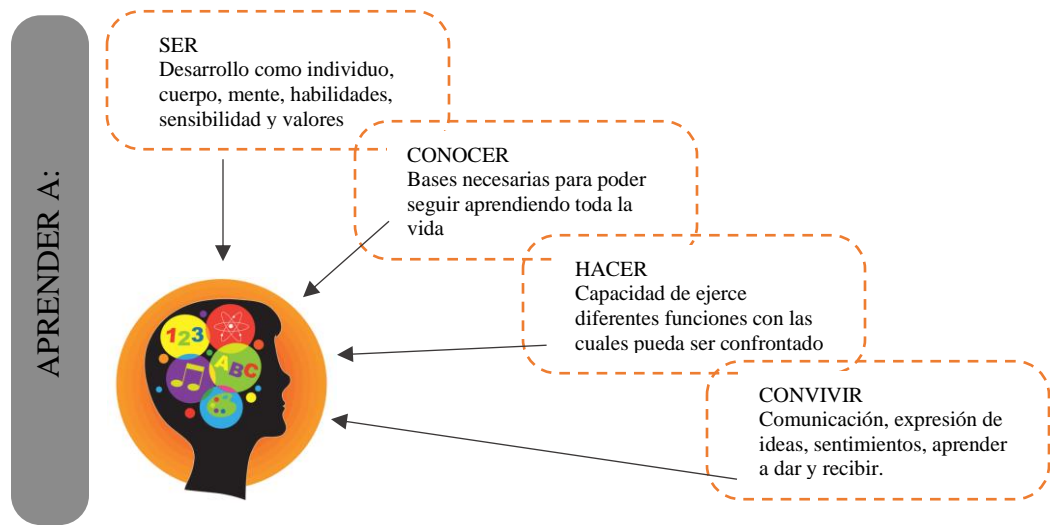 APRENDER A:
SER
Desarrollo como individuo,
cuerpo, mente, habilidades,
sensibilidad y valores
CONOCER
Bases necesarias para poder
seguir aprendiendo toda la
vida
HACER
Capacidad de ejerce
diferentes funciones con las
cuales pueda ser confrontado
CONVIVIR
Comunicación, expresión de
ideas, sentimientos, aprender
a dar y recibir.
123
ABC